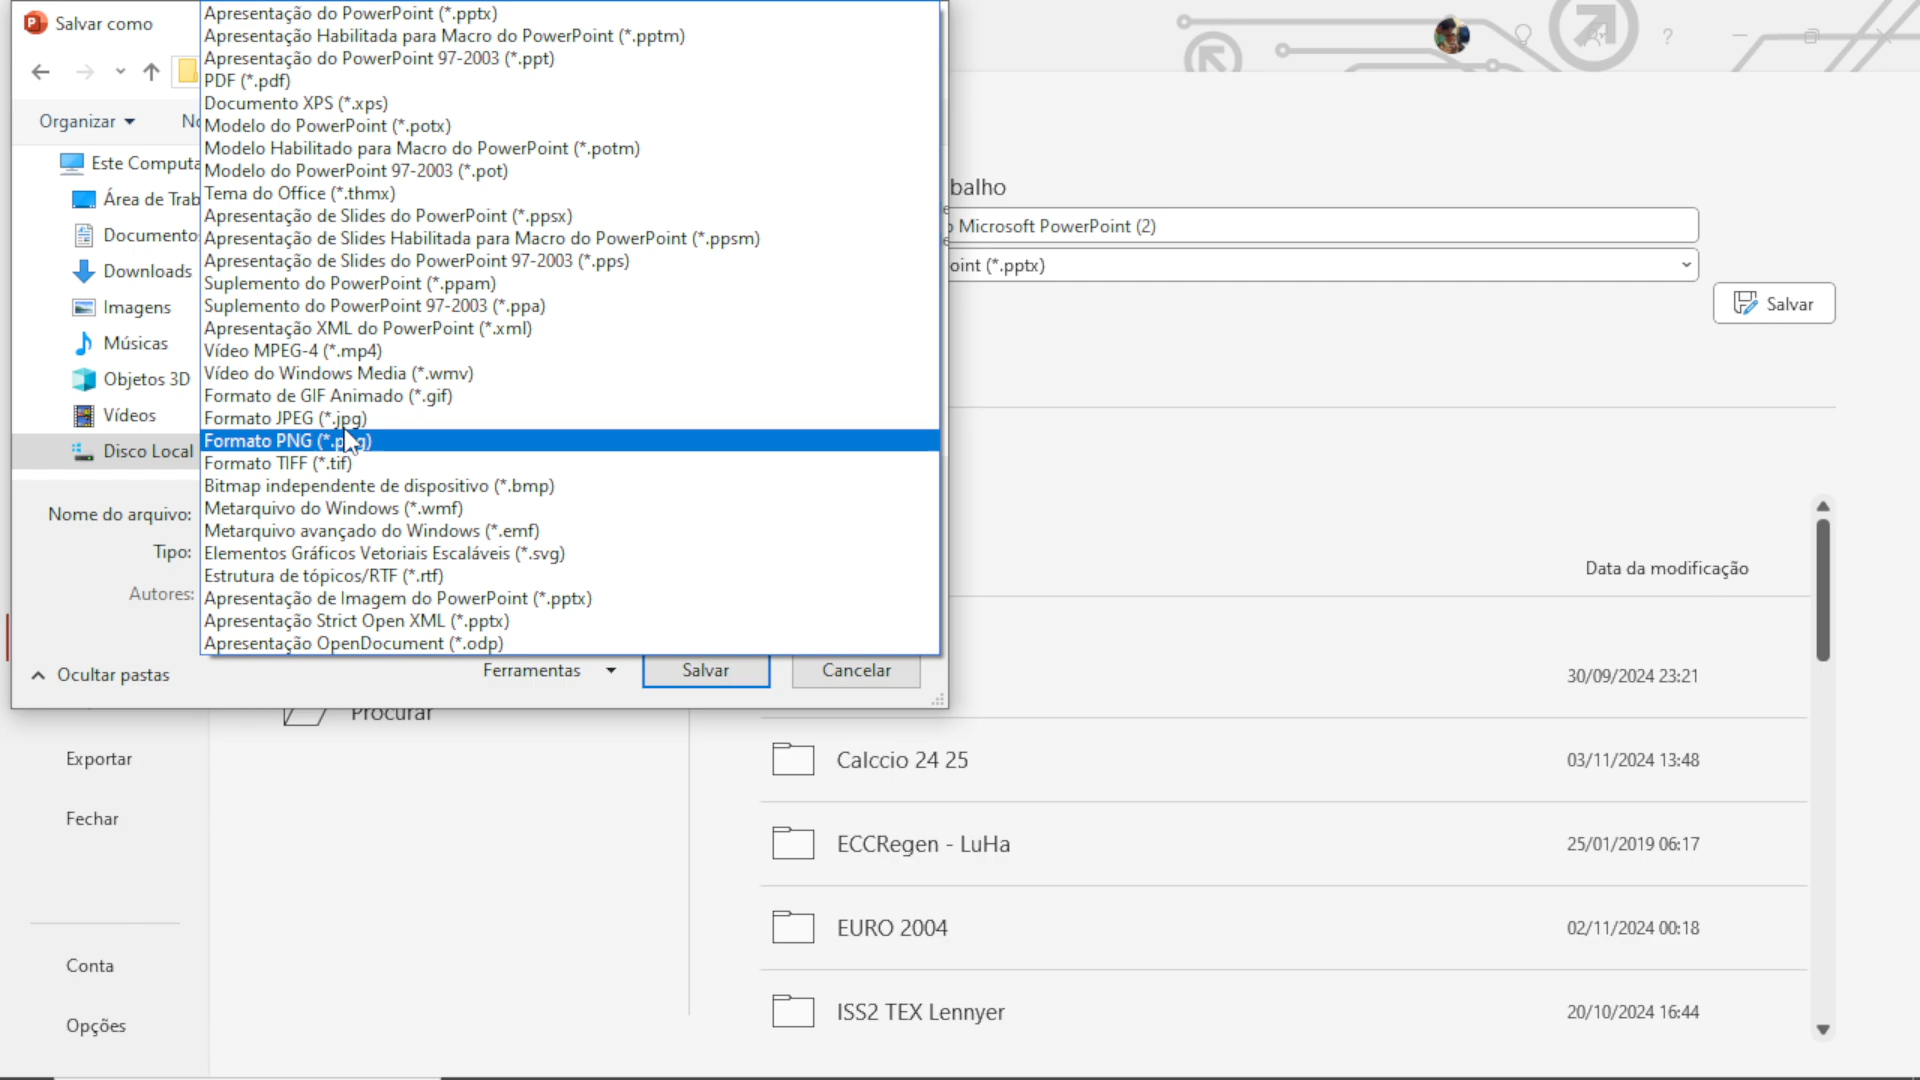 Salvar como
Organizar
Este Computa
Área de Trab
Documento
Downloads
Imagens
Músicas
Objetos 3D
Vídeos
Disco Local
Apresentação do PowerPoint (*.pptx)
Apresentação Habilitada para Macro do PowerPoint (*.pptm)
Apresentação do PowerPoint 97-2003 (*.ppt)
PDF (*.pdf)
Documento XPS (*.xps)
Modelo do PowerPoint (*.potx)
Modelo Habilitado para Macro do PowerPoint (*.potm)
Modelo do PowerPoint 97-2003 (*.pot)
Tema do Office (*.thmx)
Apresentação de Slides do PowerPoint (*.ppsx)
Apresentação de Slides Habilitada para Macro do PowerPoint (*.ppsm)
Apresentação de Slides do PowerPoint 97-2003 (*.pps)
Suplemento do PowerPoint (*.ppam)
Suplemento do PowerPoint 97-2003 (*.ppa)
Apresentação XML do PowerPoint (*.xml)
Vídeo MPEG-4 (*.mp4)
Vídeo do Windows Media (*.wmv)
Formato de GIF Animado (*.gif)
Formato JPEG (*.jpg)
Formato PNG (*.png)
Formato TIFF (*.tif)
Bitmap independente de dispositivo (*.bmp)
Metarquivo do Windows (*.wmf)
Metarquivo avançado do Windows (*.emf)
Elementos Gráficos Vetoriais Escaláveis (*.svg)
Estrutura de tópicos/RTF (*.rtf)
Apresentação de Imagem do PowerPoint (*.pptx)
Apresentação Strict Open XML (*.pptx)
Apresentação OpenDocument (*.odp)
Nome do arquivo:
Tipo:
Autores:
Ocultar pastas
Ferramentas
Salvar
Cancelar
balho
Microsoft PowerPoint (2)
oint (*.pptx)
Salvar
Procurar
Exportar
Fechar
Conta
Opções
Data da modificação
30/09/2024 23:21
Calccio 24 25 03/11/2024 13:48
ECCRegen - LuHa 25/01/2019 06:17
EURO 2004 02/11/2024 00:18
ISS2 TEX Lennyer 20/10/2024 16:44